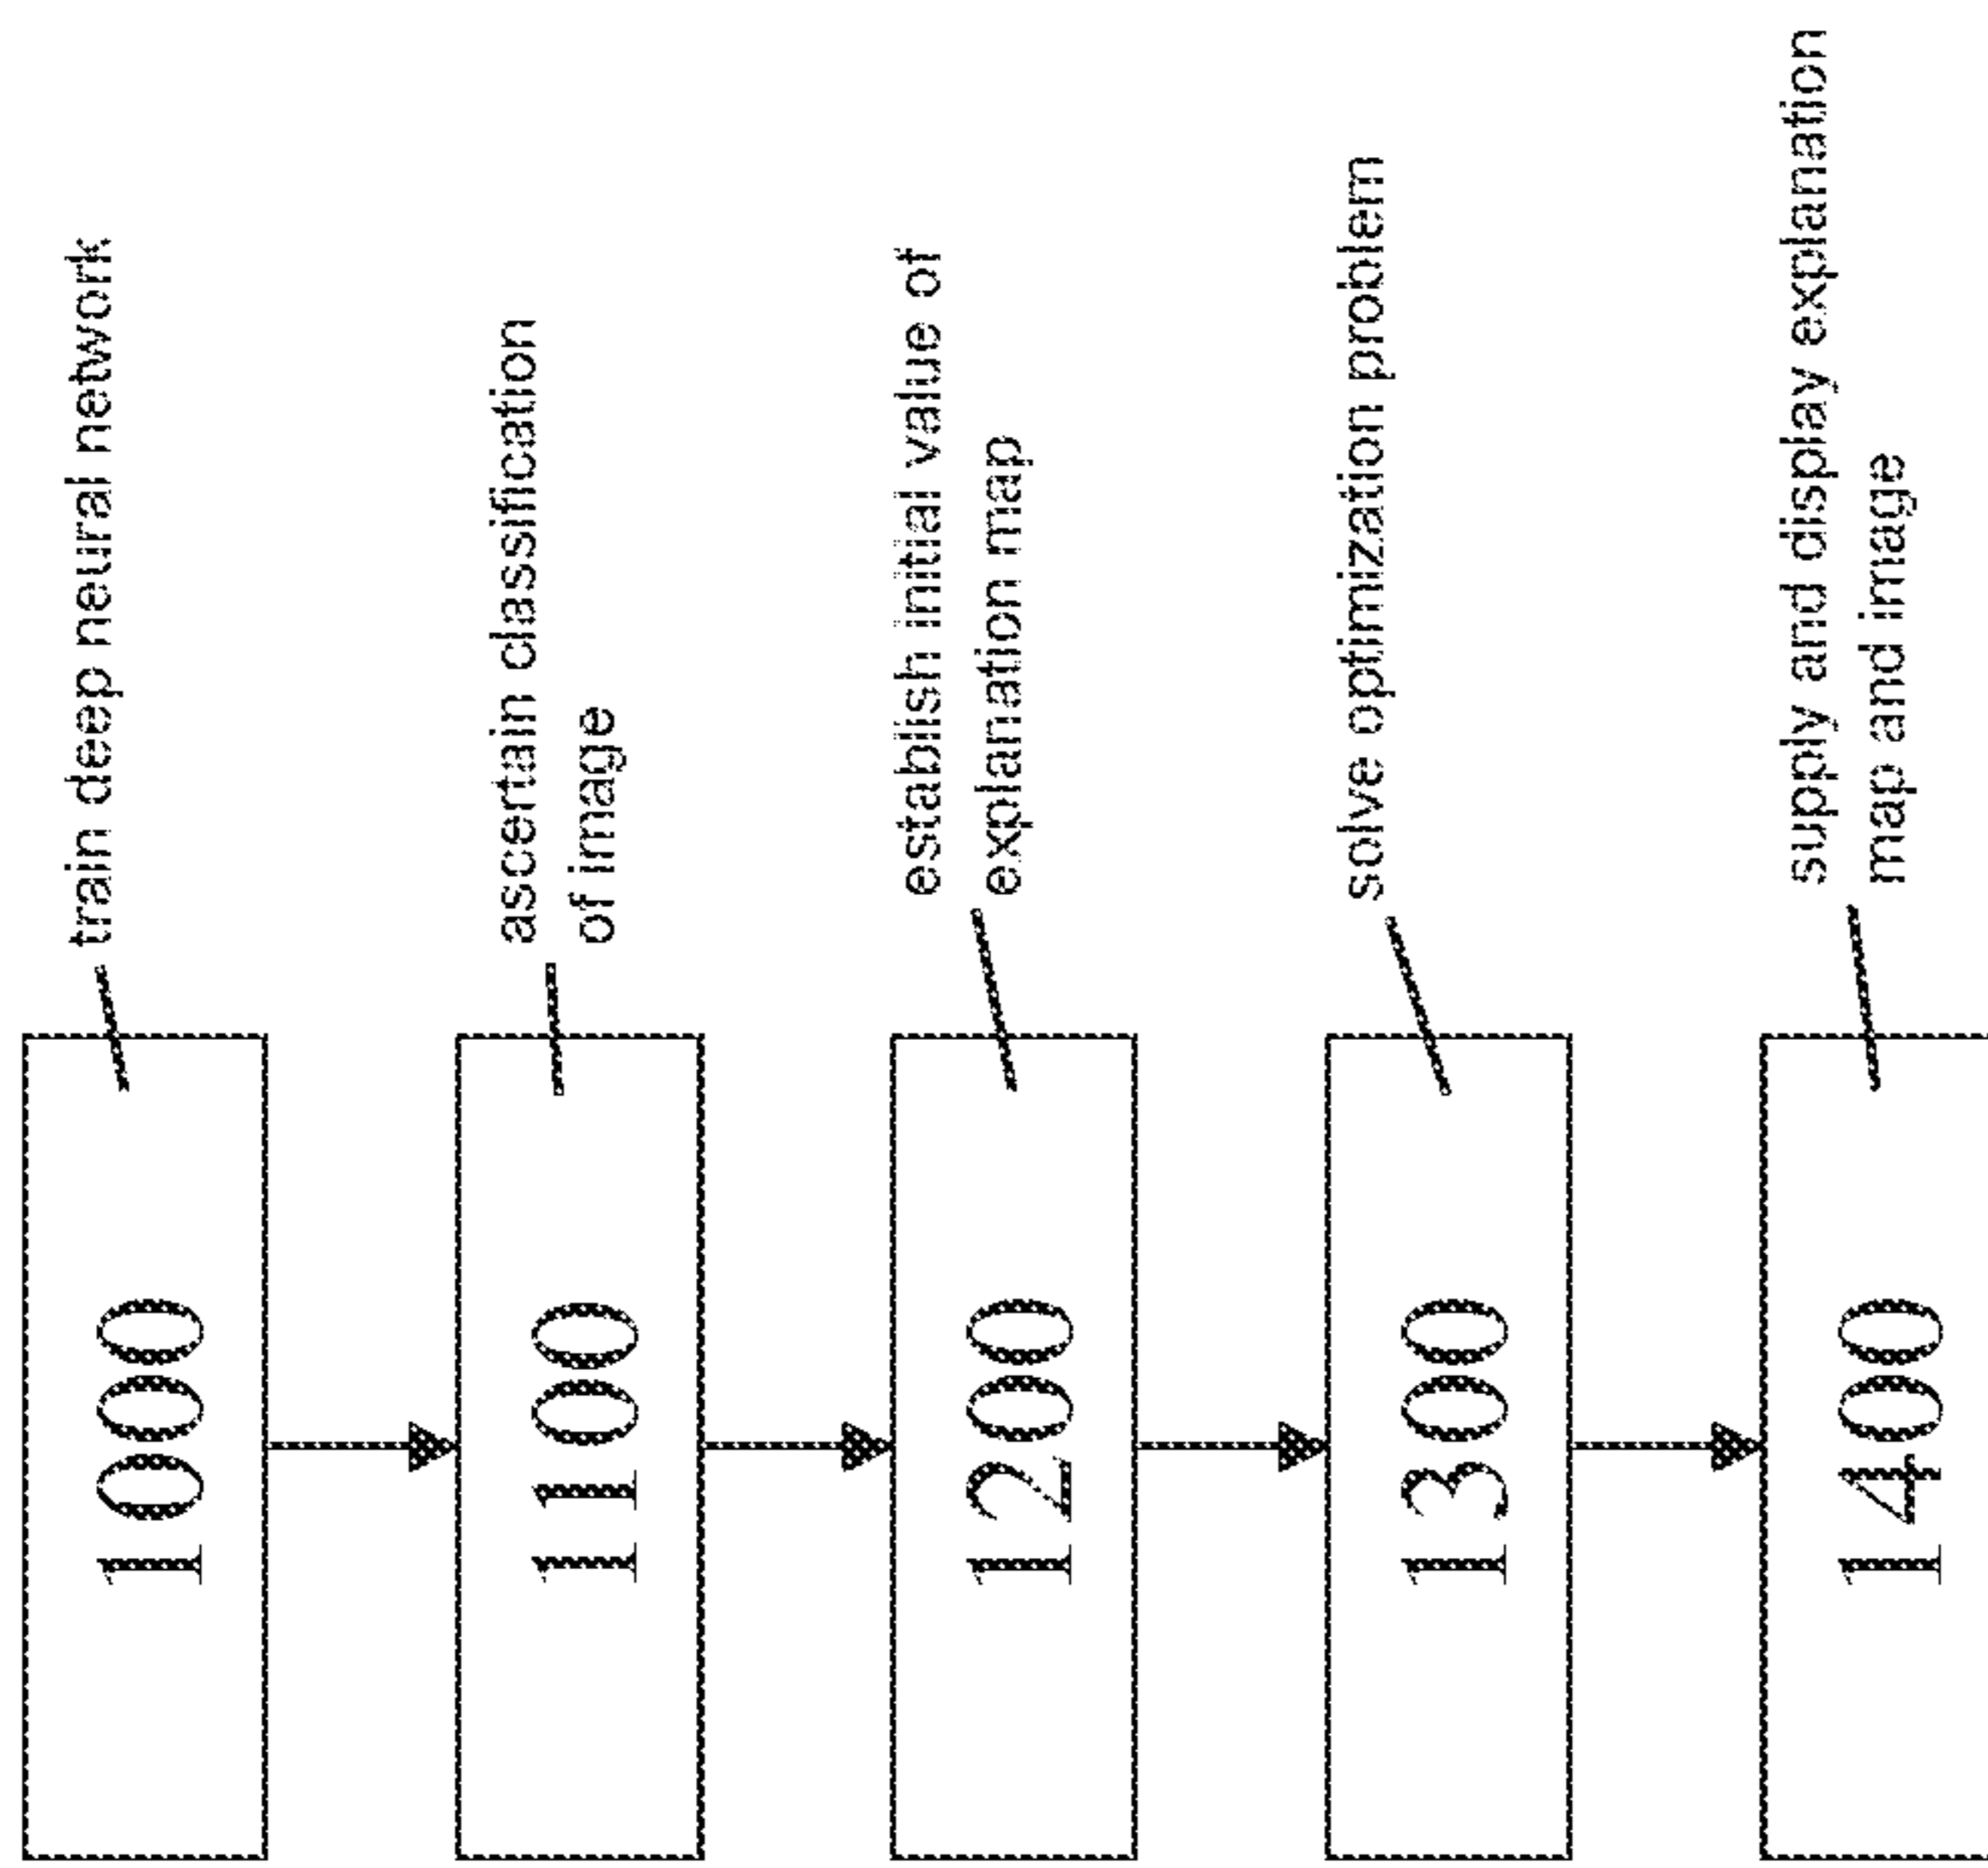 1000
train deep neural network
1100
ascertain classification
of image
1200
establish initial value of
explanation map
1300
solve optimization problem
1400
supply and display explanation
map and image